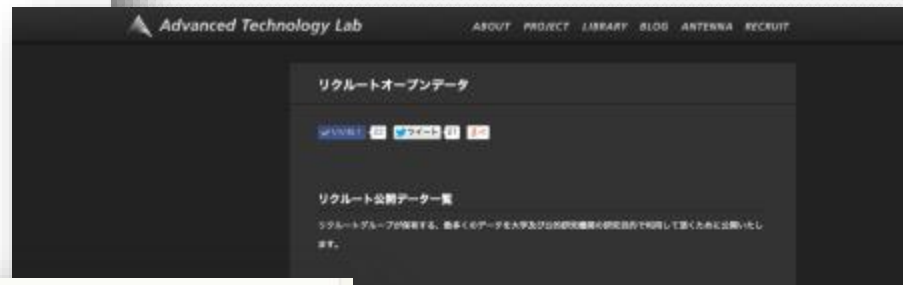 Advanced Technology Lab
ABOUT PROJECT LIBRARY BLOG ANTENNA RECRUIT
リクルートオープンデータ
いいね！ ツイート
リクルート公開データ一覧
リクルートグループが保有する、数多くのデータを大学及び公的研究機関の研究目的で利用して頂くために公開いたし
ます。